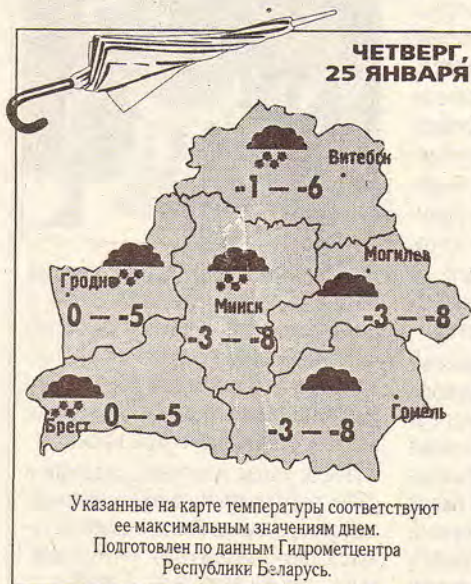 ЧЕТВЕРГ,
25 ЯНВАРЯ
Витебск
-1 — -6
Гродно
0 — -5
Минск
-3 — -8
Могилев
-3 — -8
Брест
0 — -5
Гомель
-3 — -8
Указанные на карте температуры соответствуют
ее максимальным значениям днем.
Подготовлен по данным Гидрометцентра
Республики Беларусь.